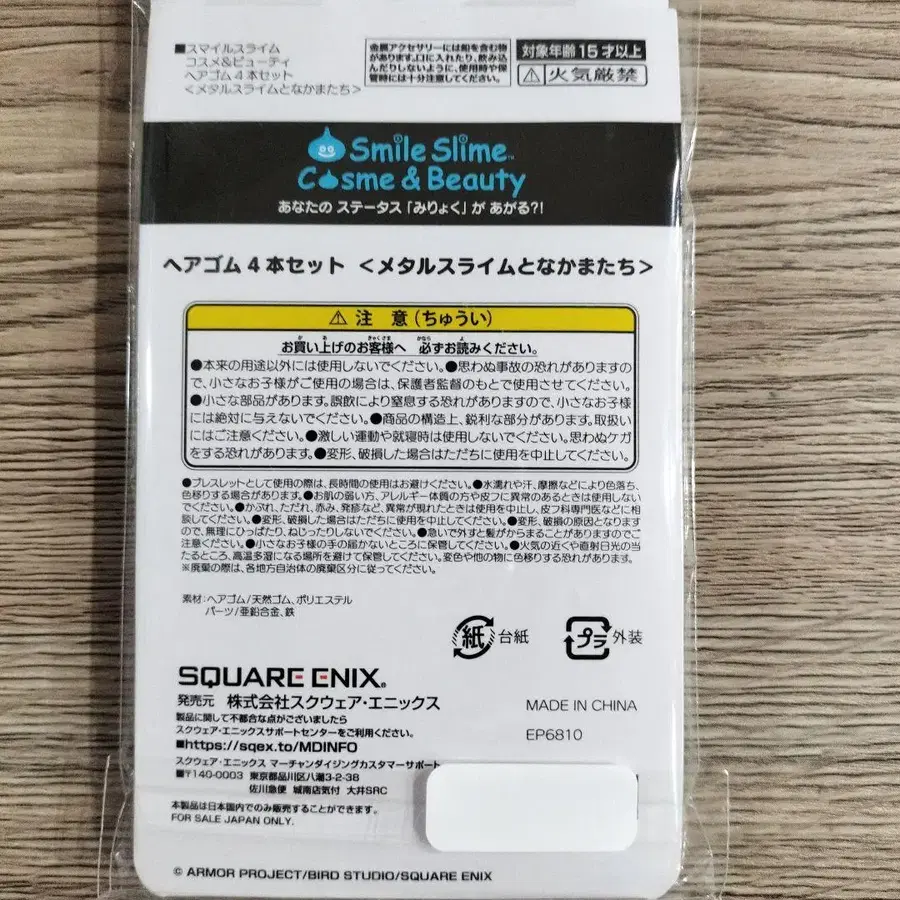 ■スマイルスライム
コスメ&ビューティ
ヘアゴム4本セット
<メタルスライムとなかまたち>
金属アクセサリーには鉛を含む物
がありますので口に入れたり、飲み込
んだりしないように、使用時や保
管時には十分注意してください。
対象年齢15才以上
⚠火気厳禁
Smile Slime™
Cosme & Beauty
あなたの ステータス「みりょく」が あがる?!
ヘアゴム4本セット <メタルスライムとなかまたち>
⚠注 意(ちゅうい)
お買い上げのお客様へ 必ずお読みください。
●本来の用途以外には使用しないでください。●思わぬ事故の恐れがありますの
で、小さなお子様がご使用の場合は、保護者監督のもとで使用させてください。
●小さな部品があります。誤飲により窒息する恐れがありますので、小さなお子様
には絶対に与えないでください。●商品の構造上、鋭利な部分があります。取扱い
にはご注意ください。●激しい運動や就寝時は使用しないでください。思わぬケガ
をする恐れがあります。●変形、破損した場合はただちに使用を中止してください。
●ブレスレットとして使用の際は、長時間の使用はお避けください。●水濡れや汗、摩擦などにより色落ち、
色移りする場合があります。●お肌の弱い方、アレルギー体質の方や皮フに異常のあるときは使用しない
でください。●かぶれ、ただれ、赤み、発疹など、異常が現れたときは使用を中止し、皮フ科専門医などに相
談してください。●変形、破損した場合はただちに使用を中止してください。●変形、破損の原因となります
ので、無理にひっぱたり、ねじったりしないでください。●急いで外すと髪がからまることがありますのでご
注意ください。●小さなお子様の手の届かないところに保管してください。●火気の近くや直射日光の当
たるところ、高温多湿になる場所を避けて保管してください。変色や他の物に色移りする恐れがあります。
※廃棄の際は、各地方自治体の廃棄区分に従ってください。
素材:ヘアゴム/天然ゴム、ポリエステル
パーツ/亜鉛合金、鉄
紙 台紙
プラ 外装
SQUARE ENIX®
発売元 株式会社スクウェア・エニックス
製品に関して不都合な点がございましたら
スクウェア・エニックスサポートセンターをご利用ください。
■https://sqex.to/MDINFO
スクウェア・エニックス マーチャンダイジングカスタマーサポート
■〒140-0003 東京都品川区八潮3-2-38
佐川急便 城南店気付 大井SRC
本製品は日本国内でのみ販売することができます。
FOR SALE JAPAN ONLY.
MADE IN CHINA
EP6810
© ARMOR PROJECT/BIRD STUDIO/SQUARE ENIX